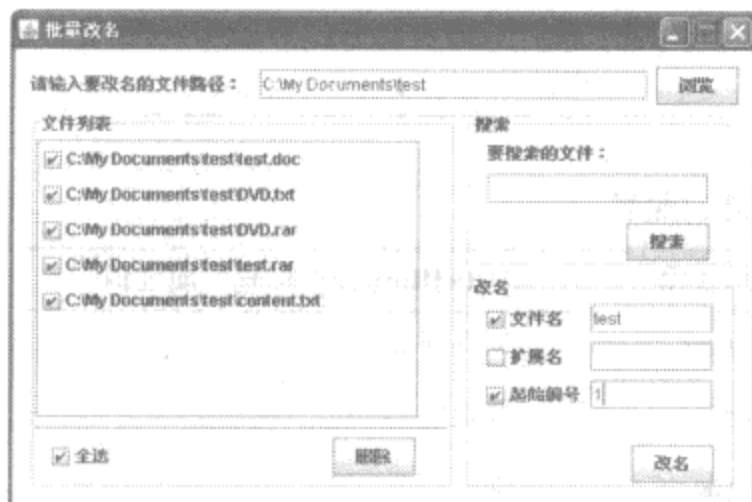 批量改名
请输入要改名的文件路径： C:\My Documents\test 浏览
文件列表
C:\My Documents\test\test.doc
C:\My Documents\test\DVD.txt
C:\My Documents\test\DVD.rar
C:\My Documents\test\test.rar
C:\My Documents\test\content.txt
全选 删除
搜索
要搜索的文件：
搜索
改名
文件名 test
扩展名
起始编号 1
改名